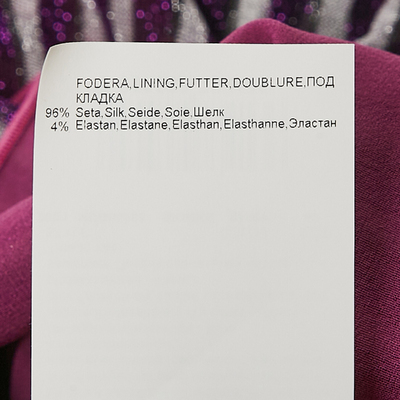 FODERA,LINING,FUTTER,DOUBLURE,ПОД
КЛАДКА
96% Seta,Silk,Seide,Soie,Шелк
4% Elastan,Elastane,Elasthan,Elasthanne,Эластан